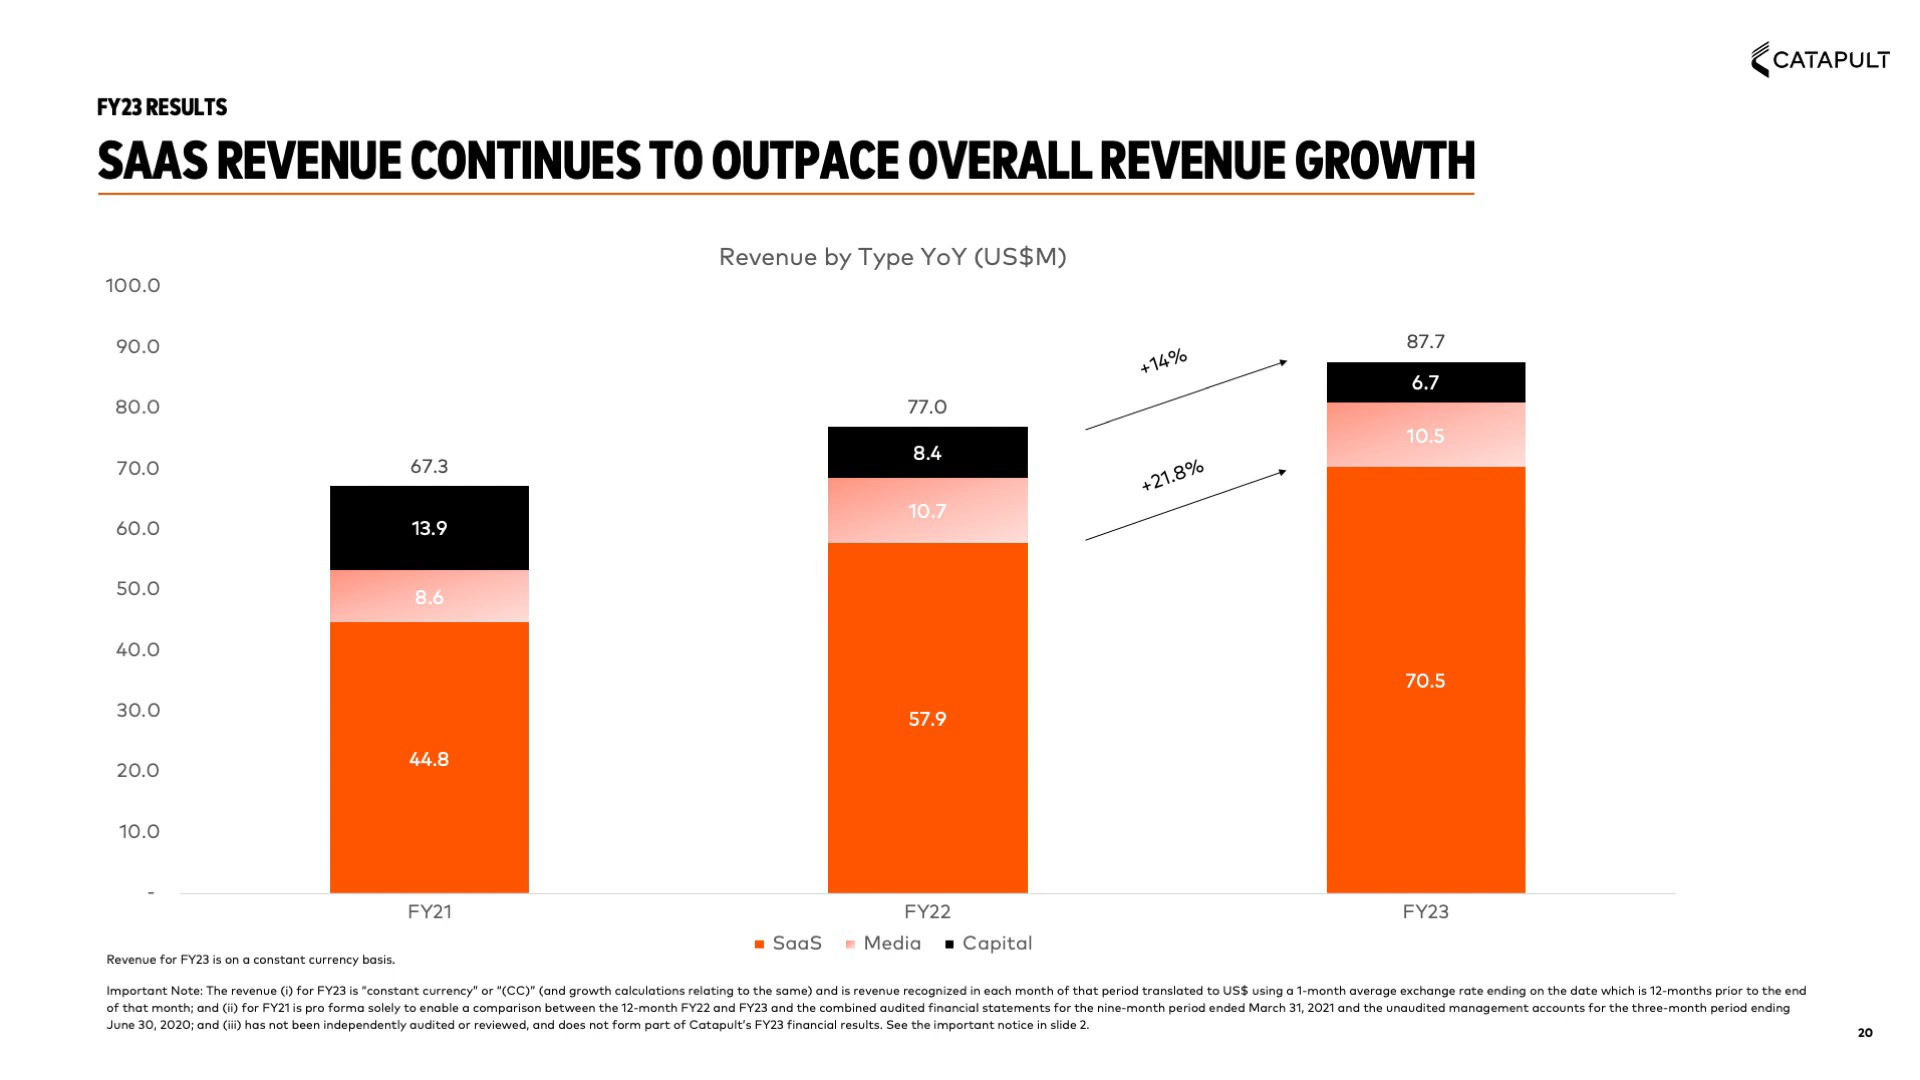 CATAPULT
FY23 RESULTS
SAAS REVENUE CONTINUES TO OUTPACE OVERALL REVENUE GROWTH
Revenue by Type YoY (US$M)
100.0
90.0
80.0
70.0
60.0
50.0
40.0
30.0
20.0
10.0
-
67.3
13.9
8.6
44.8
77.0
8.4
10.7
57.9
+14%
+21.8%
87.7
6.7
10.5
70.5
FY21 FY22 FY23
SaaS Media Capital
Revenue for FY23 is on a constant currency basis.
Important Note: The revenue (i) for FY23 is "constant currency" or "(CC)" (and growth calculations relating to the same) and is revenue recognized in each month of that period translated to US$ using a 1-month average exchange rate ending on the date which is 12-months prior to the end
of that month; and (ii) for FY21 is pro forma solely to enable a comparison between the 12-month FY22 and FY23 and the combined audited financial statements for the nine-month period ended March 31, 2021 and the unaudited management accounts for the three-month period ending
June 30, 2020; and (iii) has not been independently audited or reviewed, and does not form part of Catapult's FY23 financial results. See the important notice in slide 2.
20